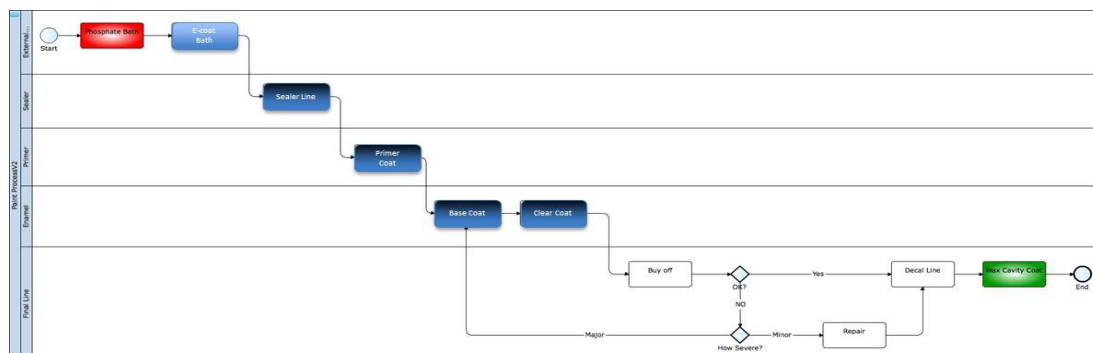 Paint ProcessV2
External...
Start
Phosphate Bath
E-coat
Bath
Sealer
Sealer Line
Primer
Primer
Coat
Enamel
Base Coat
Clear Coat
Final Line
Buy off
OK?
Yes
Decal Line
Wax Cavity Coat
End
NO
Major
How Severe?
Minor
Repair